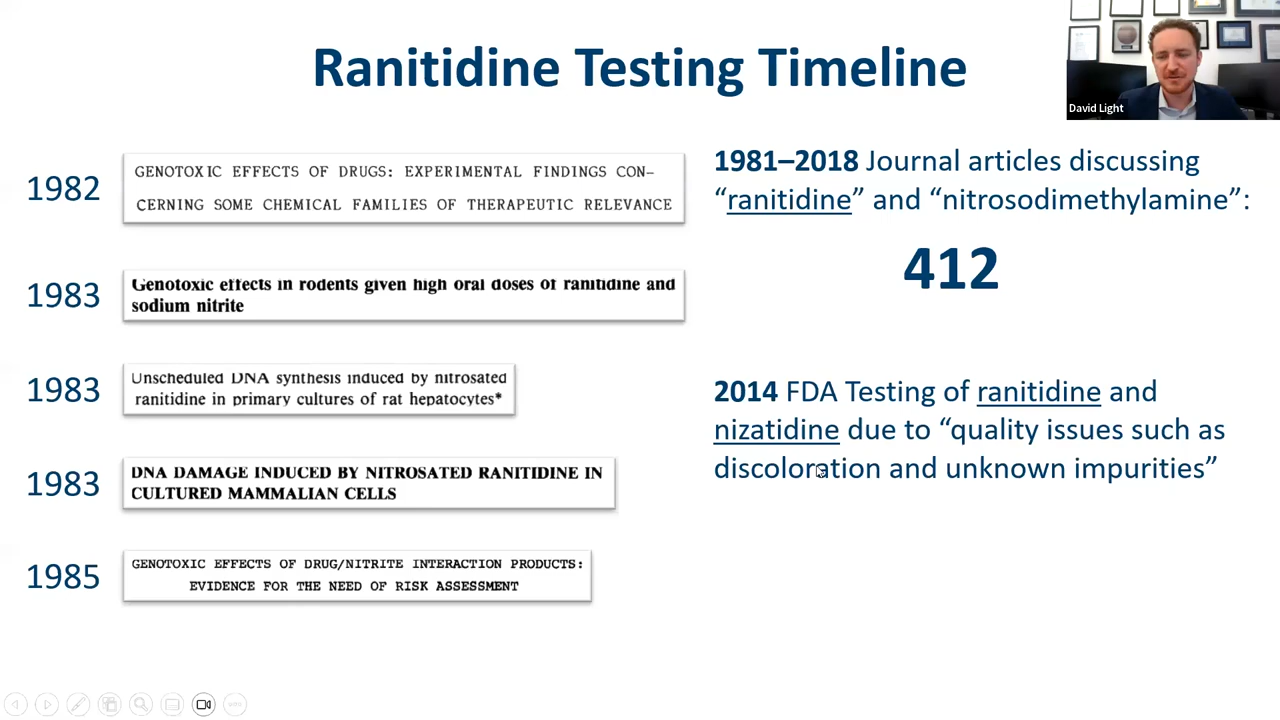 Ranitidine Testing Timeline
David Light
1982
GENOTOXIC EFFECTS OF DRUGS: EXPERIMENTAL FINDINGS CON-
CERNING SOME CHEMICAL FAMILIES OF THERAPEUTIC RELEVANCE
1983
Genotoxic effects in rodents given high oral doses of ranitidine and
sodium nitrite
1983
Unscheduled DNA synthesis induced by nitrosated
ranitidine in primary cultures of rat hepatocytes*
1983
DNA DAMAGE INDUCED BY NITROSATED RANITIDINE IN
CULTURED MAMMALIAN CELLS
1985
GENOTOXIC EFFECTS OF DRUG/NITRITE INTERACTION PRODUCTS:
EVIDENCE FOR THE NEED OF RISK ASSESSMENT
1981–2018 Journal articles discussing
“ranitidine” and “nitrosodimethylamine”:
412
2014 FDA Testing of ranitidine and
nizatidine due to “quality issues such as
discoloration and unknown impurities”